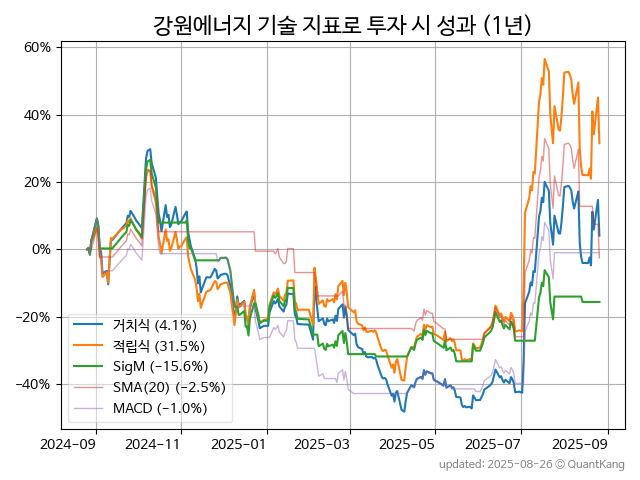 강원에너지 기술 지표로 투자 시 성과 (1년)
60%
40%
20%
0%
−20%
−40%
거치식 (4.1%)
적립식 (31.5%)
SigM (−15.6%)
SMA(20) (−2.5%)
MACD (−1.0%)
2024-09
2024-11
2025-01
2025-03
2025-05
2025-07
2025-09
updated: 2025-08-26 © QuantKang